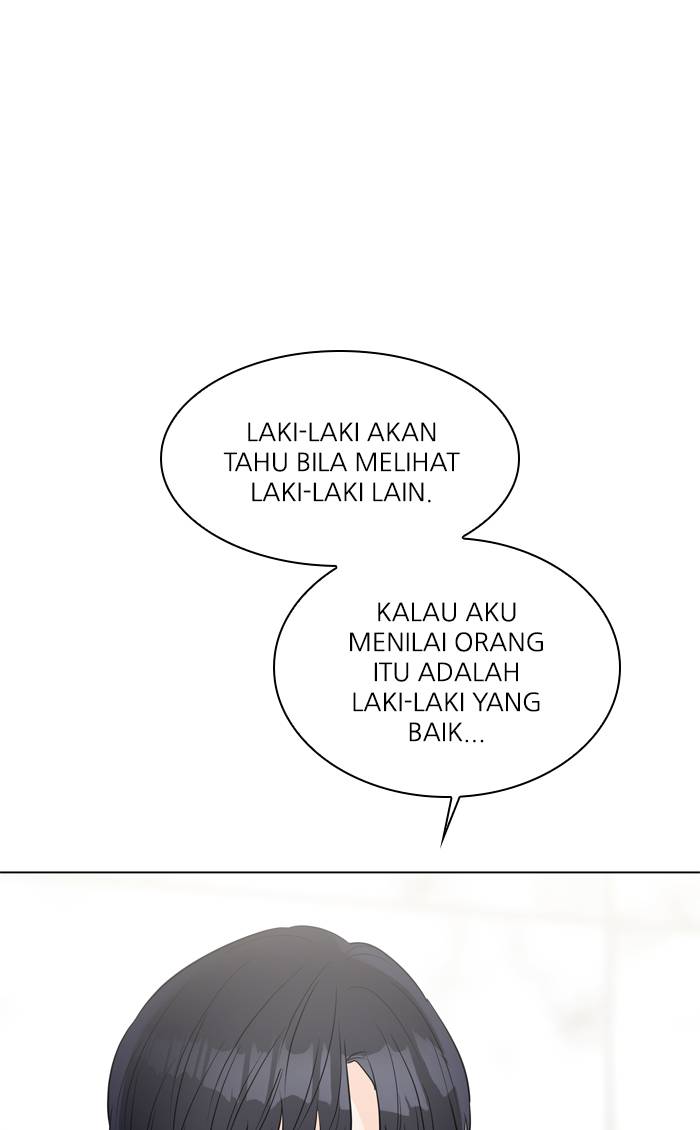 LAKI-LAKI AKAN
TAHU BILA MELIHAT
LAKI-LAKI LAIN.
KALAU AKU
MENILAI ORANG
ITU ADALAH
LAKI-LAKI YANG
BAIK...